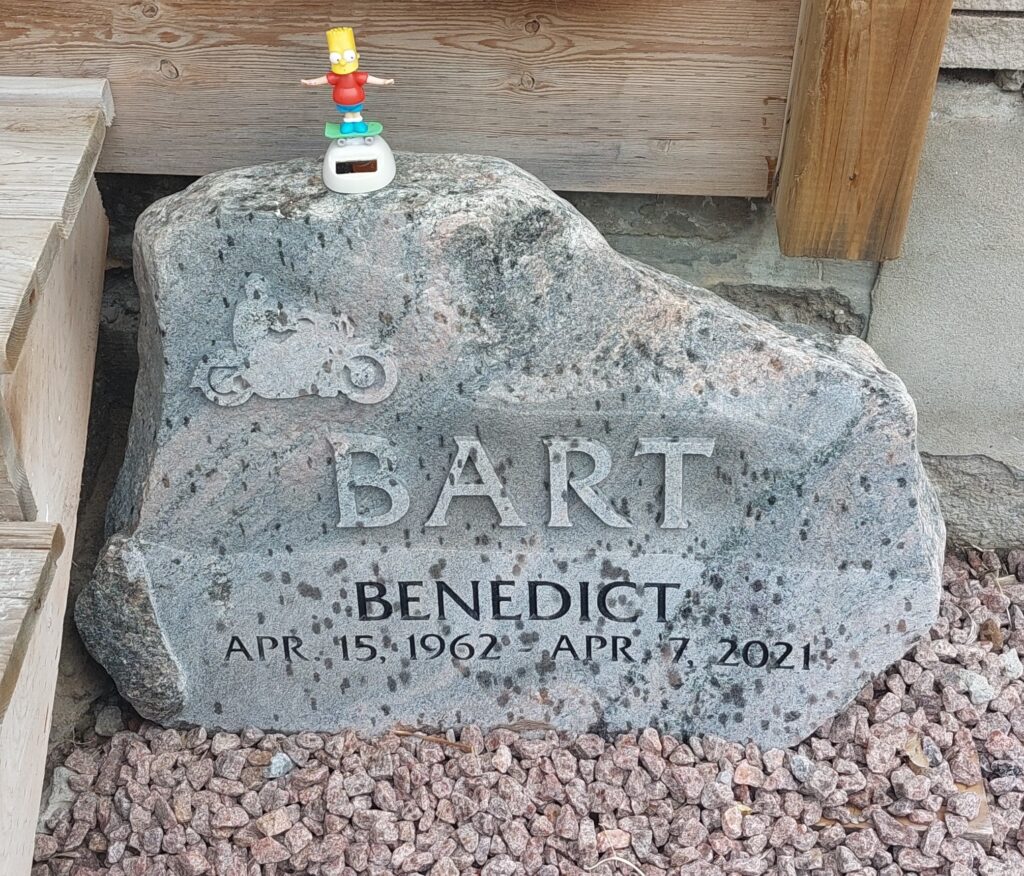 BART
BENEDICT
APR. 15, 1962 - APR. 7, 2021